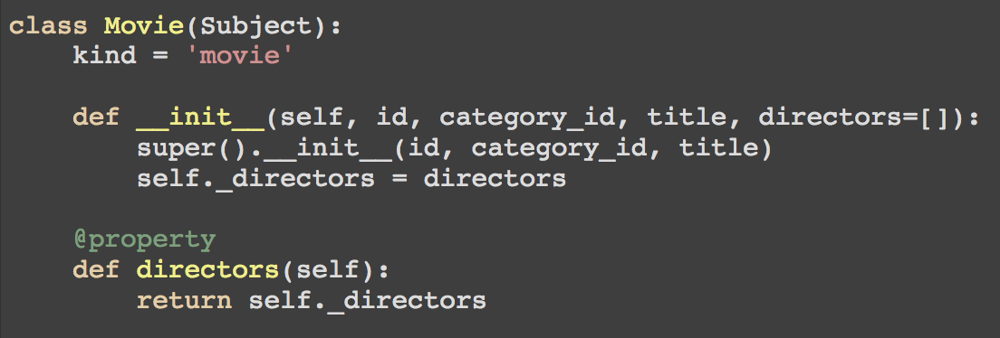 class Movie(Subject):
    kind = 'movie'

    def __init__(self, id, category_id, title, directors=[]):
        super().__init__(id, category_id, title)
        self._directors = directors

    @property
    def directors(self):
        return self._directors